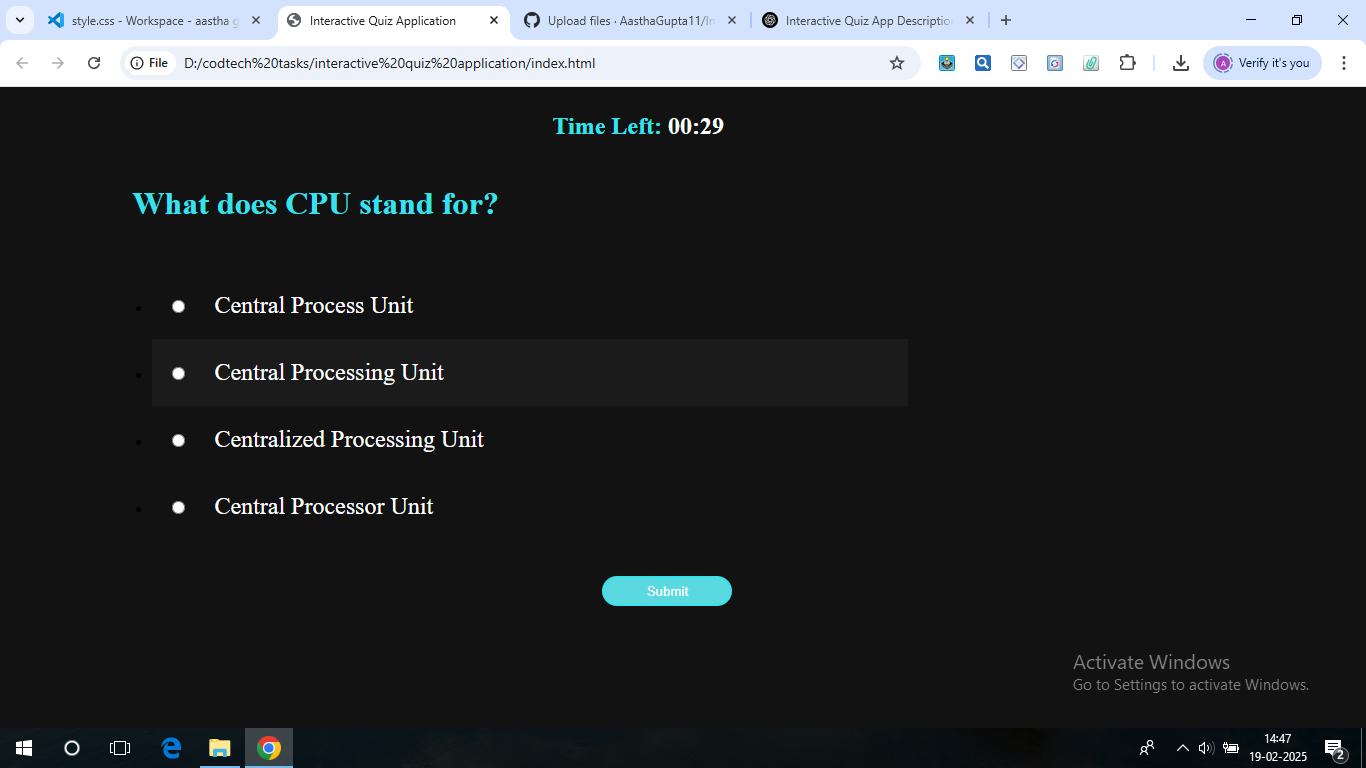 style.css - Workspace - aastha g
Interactive Quiz Application
Upload files · AasthaGupta11/In
Interactive Quiz App Description
File
D:/codtech%20tasks/interactive%20quiz%20application/index.html
Verify it's you
Time Left: 00:29
What does CPU stand for?
Central Process Unit
Central Processing Unit
Centralized Processing Unit
Central Processor Unit
Submit
Activate Windows
Go to Settings to activate Windows.
14:47
19-02-2025
2